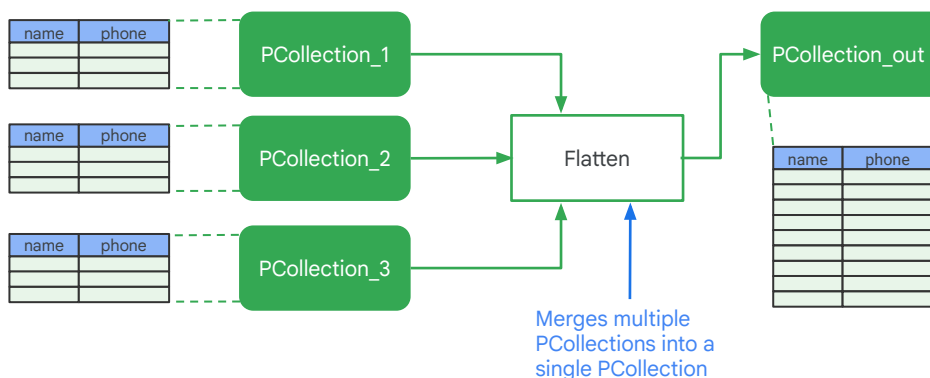 name phone
PCollection_1
PCollection_out
name phone
PCollection_2
Flatten
name phone
name phone
PCollection_3
Merges multiple
PCollections into a
single PCollection